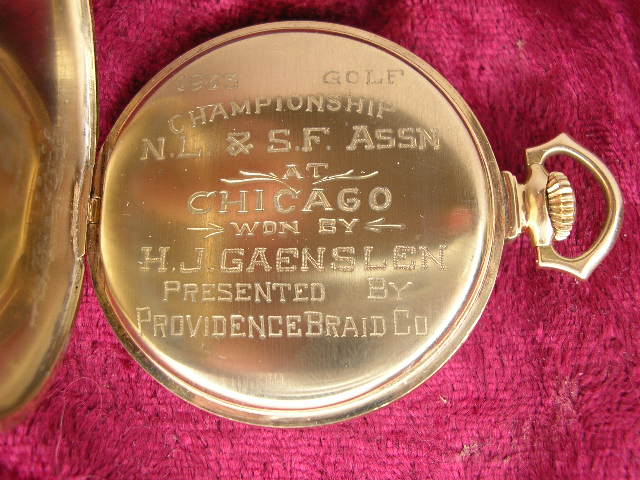 GOLF
CHAMPIONSHIP
N.L. & S.F. ASSN
AT
CHICAGO
WON BY
H.J. GAENSLEN
PRESENTED BY
PROVIDENCE BRAID CO